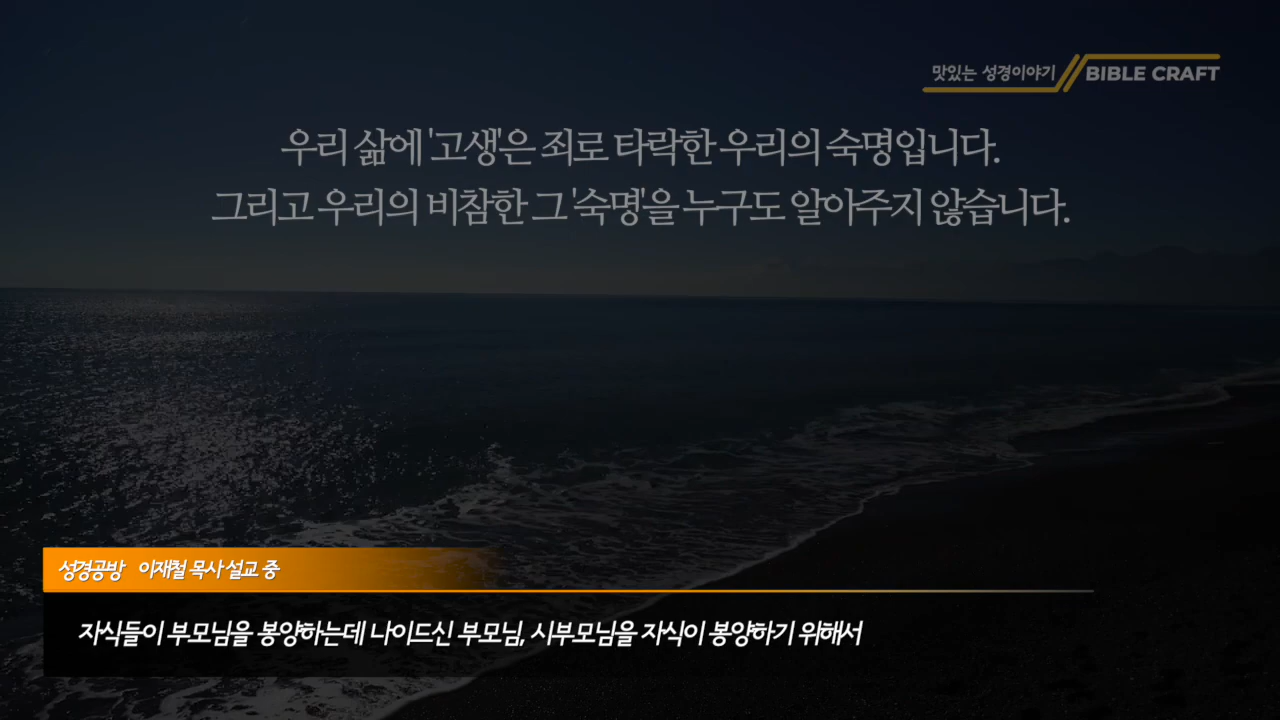 맛있는 성경이야기 // BIBLE CRAFT
우리 삶에 '고생'은 죄로 타락한 우리의 숙명입니다.
그리고 우리의 비참한 그 '숙명'을 누구도 알아주지 않습니다.
성경공방 이재철 목사 설교 중
자식들이 부모님을 봉양하는데 나이드신 부모님, 시부모님을 자식이 봉양하기 위해서